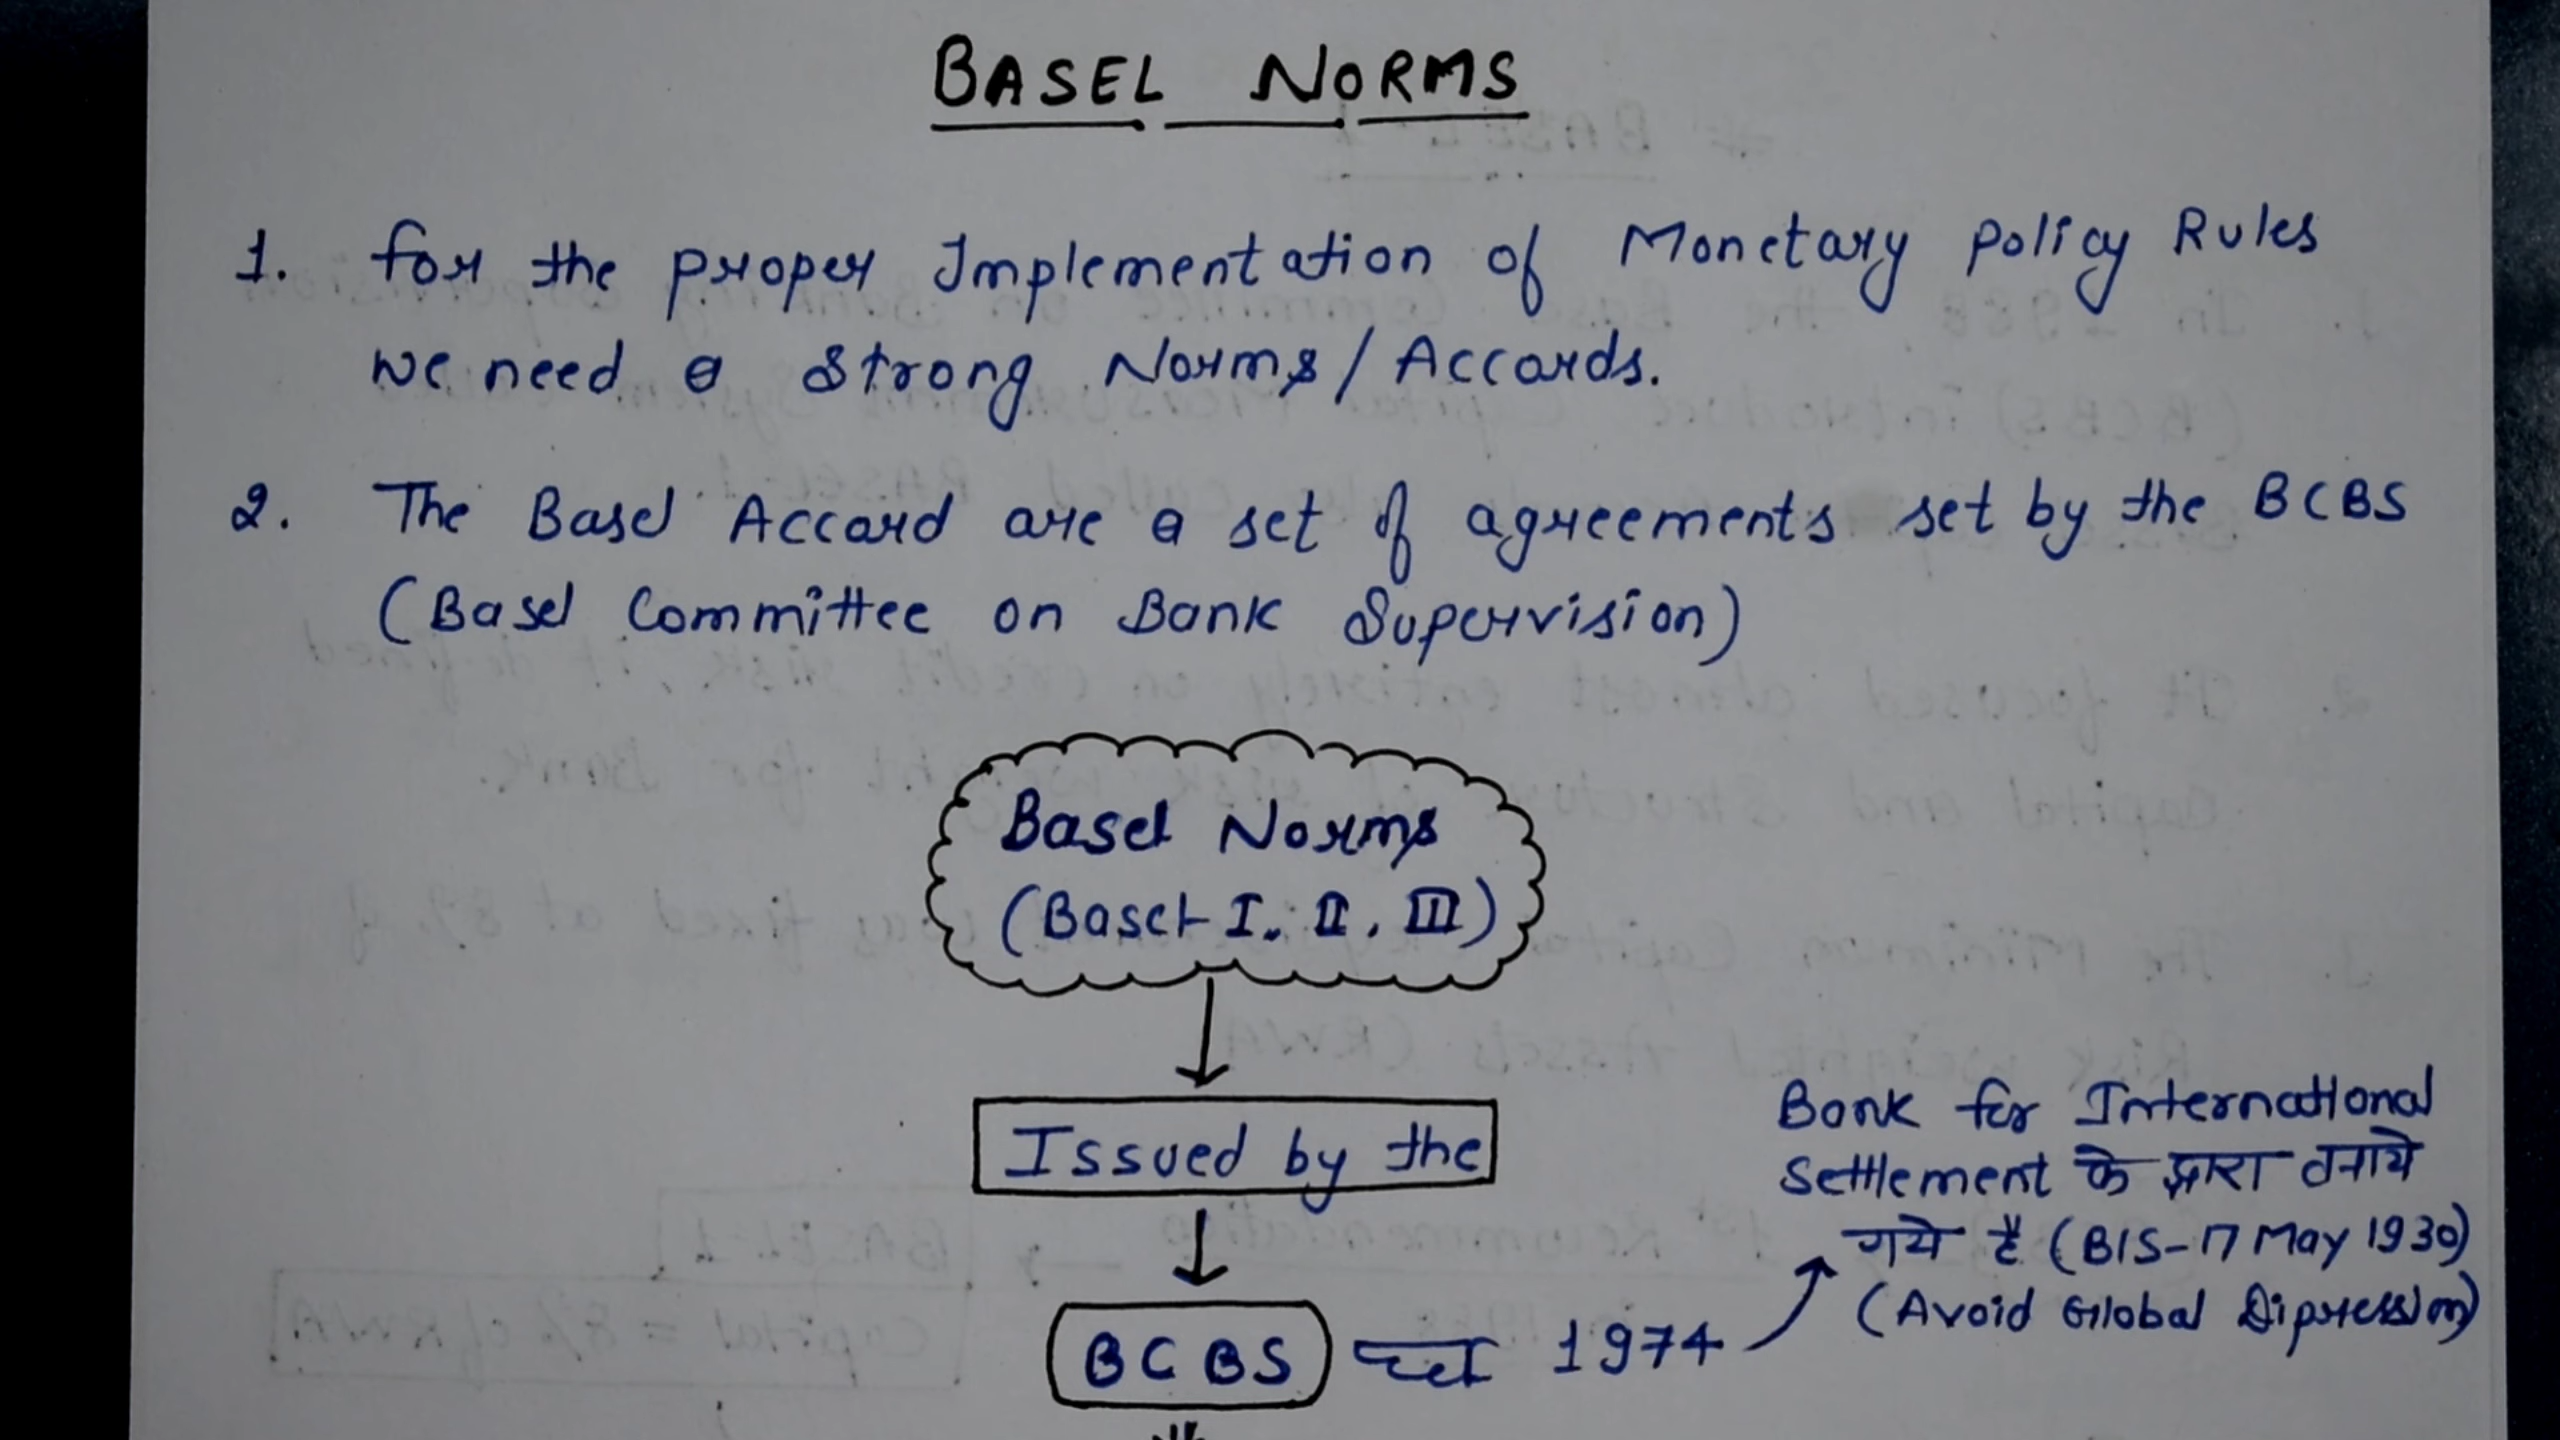 BASEL NORMS
1. for the proper Implementation of Monetary policy Rules
we need a strong Norms / Accords.
2. The Basel Accord are a set of agreements set by the BCBS
(Basel Committee on Bank Supervision)
Basel Norms
(Basel I, II, III)
Issued by the
Bank for International
Settlement के द्वारा बनाये
गये है (BIS-17 May 1930)
(Avoid Global Dipression)
BCBS 1974